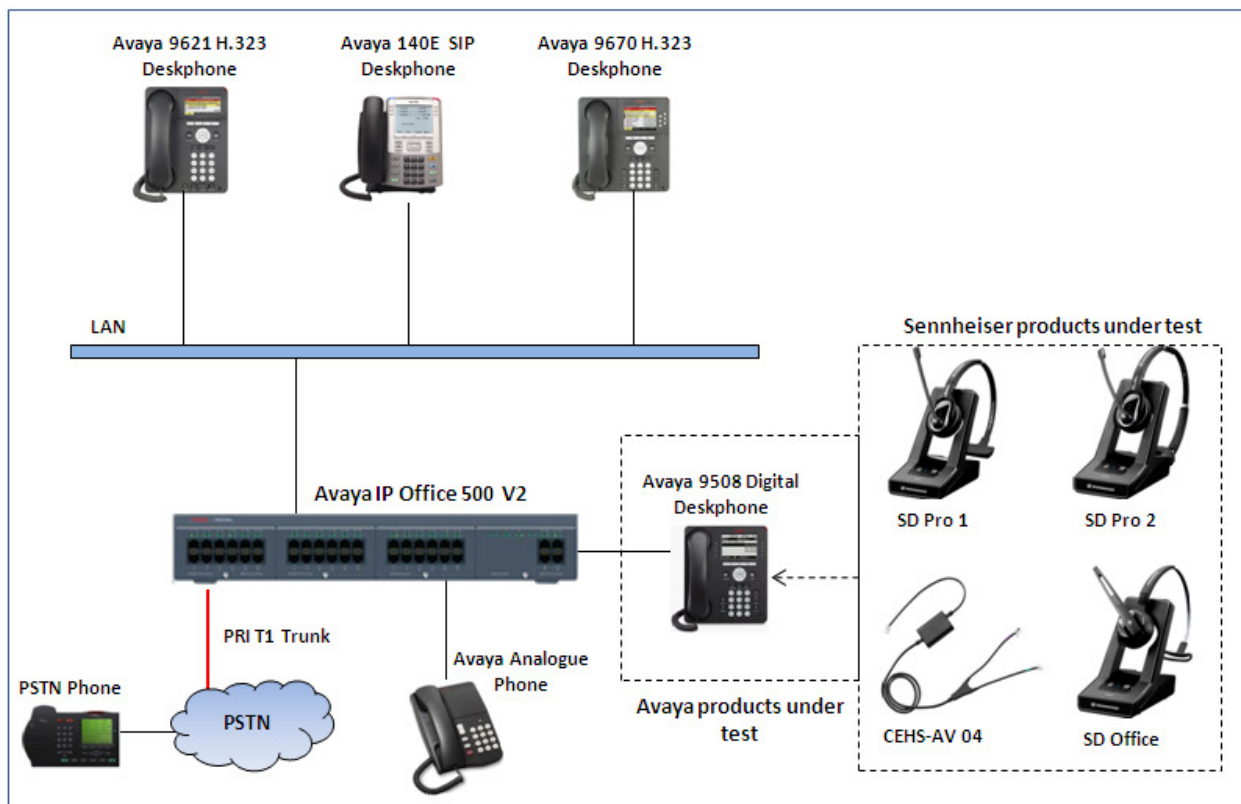 Avaya 9621 H.323
Deskphone
Avaya 140E SIP
Deskphone
Avaya 9670 H.323
Deskphone
LAN
Sennheiser products under test
Avaya IP Office 500 V2
Avaya 9508 Digital
Deskphone
SD Pro 1
SD Pro 2
PRI T1 Trunk
Avaya Analogue
Phone
PSTN Phone
PSTN
Avaya products under
test
CEHS-AV 04
SD Office